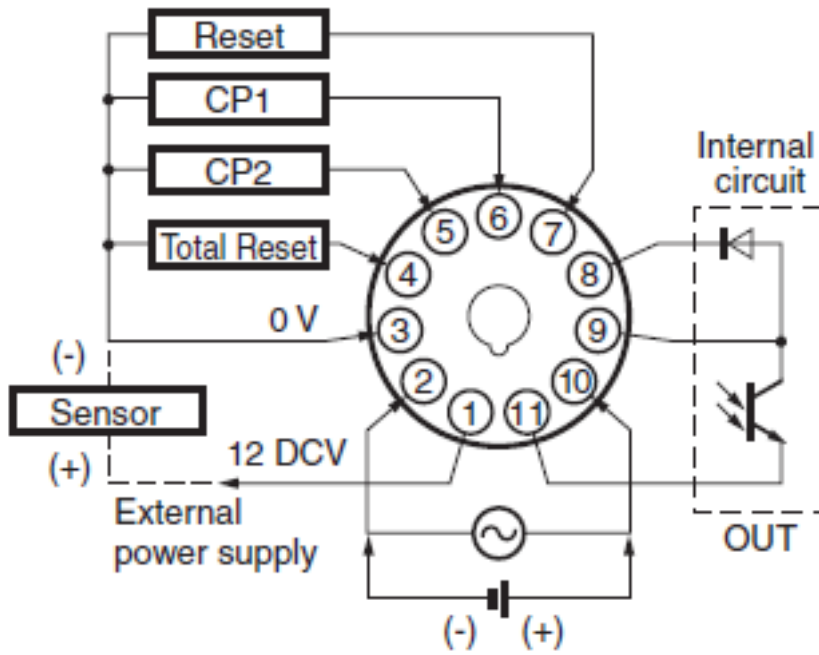 Reset
CP1
CP2
Total Reset
0 V
(-)
Sensor
(+)
12 DCV
External
power supply
1
2
3
4
5
6
7
8
9
10
11
Internal
circuit
OUT
(-)
(+)